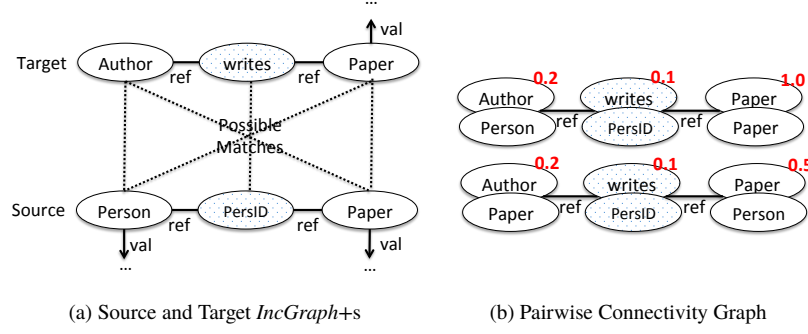 ...
val
Target
Author
ref
writes
ref
Paper
Possible
Matches
Source
Person
ref
PersID
ref
Paper
val
...
val
...
(a) Source and Target IncGraph+s
0.2
0.1
1.0
Author
writes
Paper
Person
ref
PersID
ref
Paper
0.2
0.1
0.5
Author
writes
Paper
Paper
ref
PersID
ref
Person
(b) Pairwise Connectivity Graph